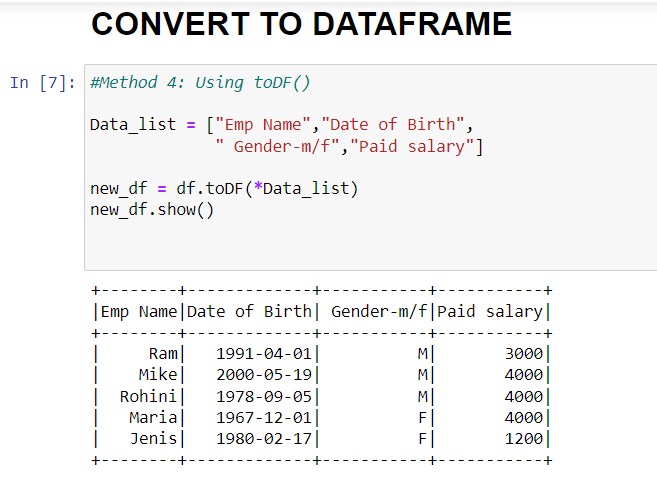 CONVERT TO DATAFRAME
In [7]: #Method 4: Using toDF()
Data_list = ["Emp Name","Date of Birth",
" Gender-m/f","Paid salary"]
new_df = df.toDF(*Data_list)
new_df.show()
+--------+-------------+-----------+-----------+
|Emp Name|Date of Birth| Gender-m/f|Paid salary|
+--------+-------------+-----------+-----------+
|     Ram|   1991-04-01|          M|       3000|
|    Mike|   2000-05-19|          M|       4000|
|  Rohini|   1978-09-05|          M|       4000|
|   Maria|   1967-12-01|          F|       4000|
|   Jenis|   1980-02-17|          F|       1200|
+--------+-------------+-----------+-----------+